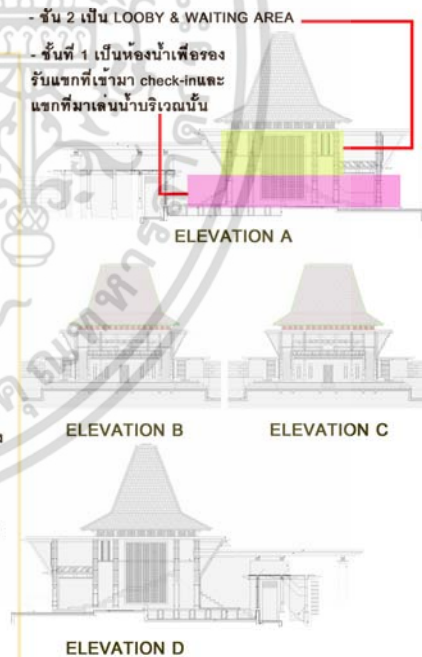 - ชั้น 2 เป็น LOOBY & WAITING AREA
- ชั้นที่ 1 เป็นห้องน้ำเพื่อรอง
รับแขกที่เข้ามา check-inและ
แขกที่มาเล่นน้ำบริเวณนั้น
ELEVATION A
ELEVATION B
ELEVATION C
ELEVATION D